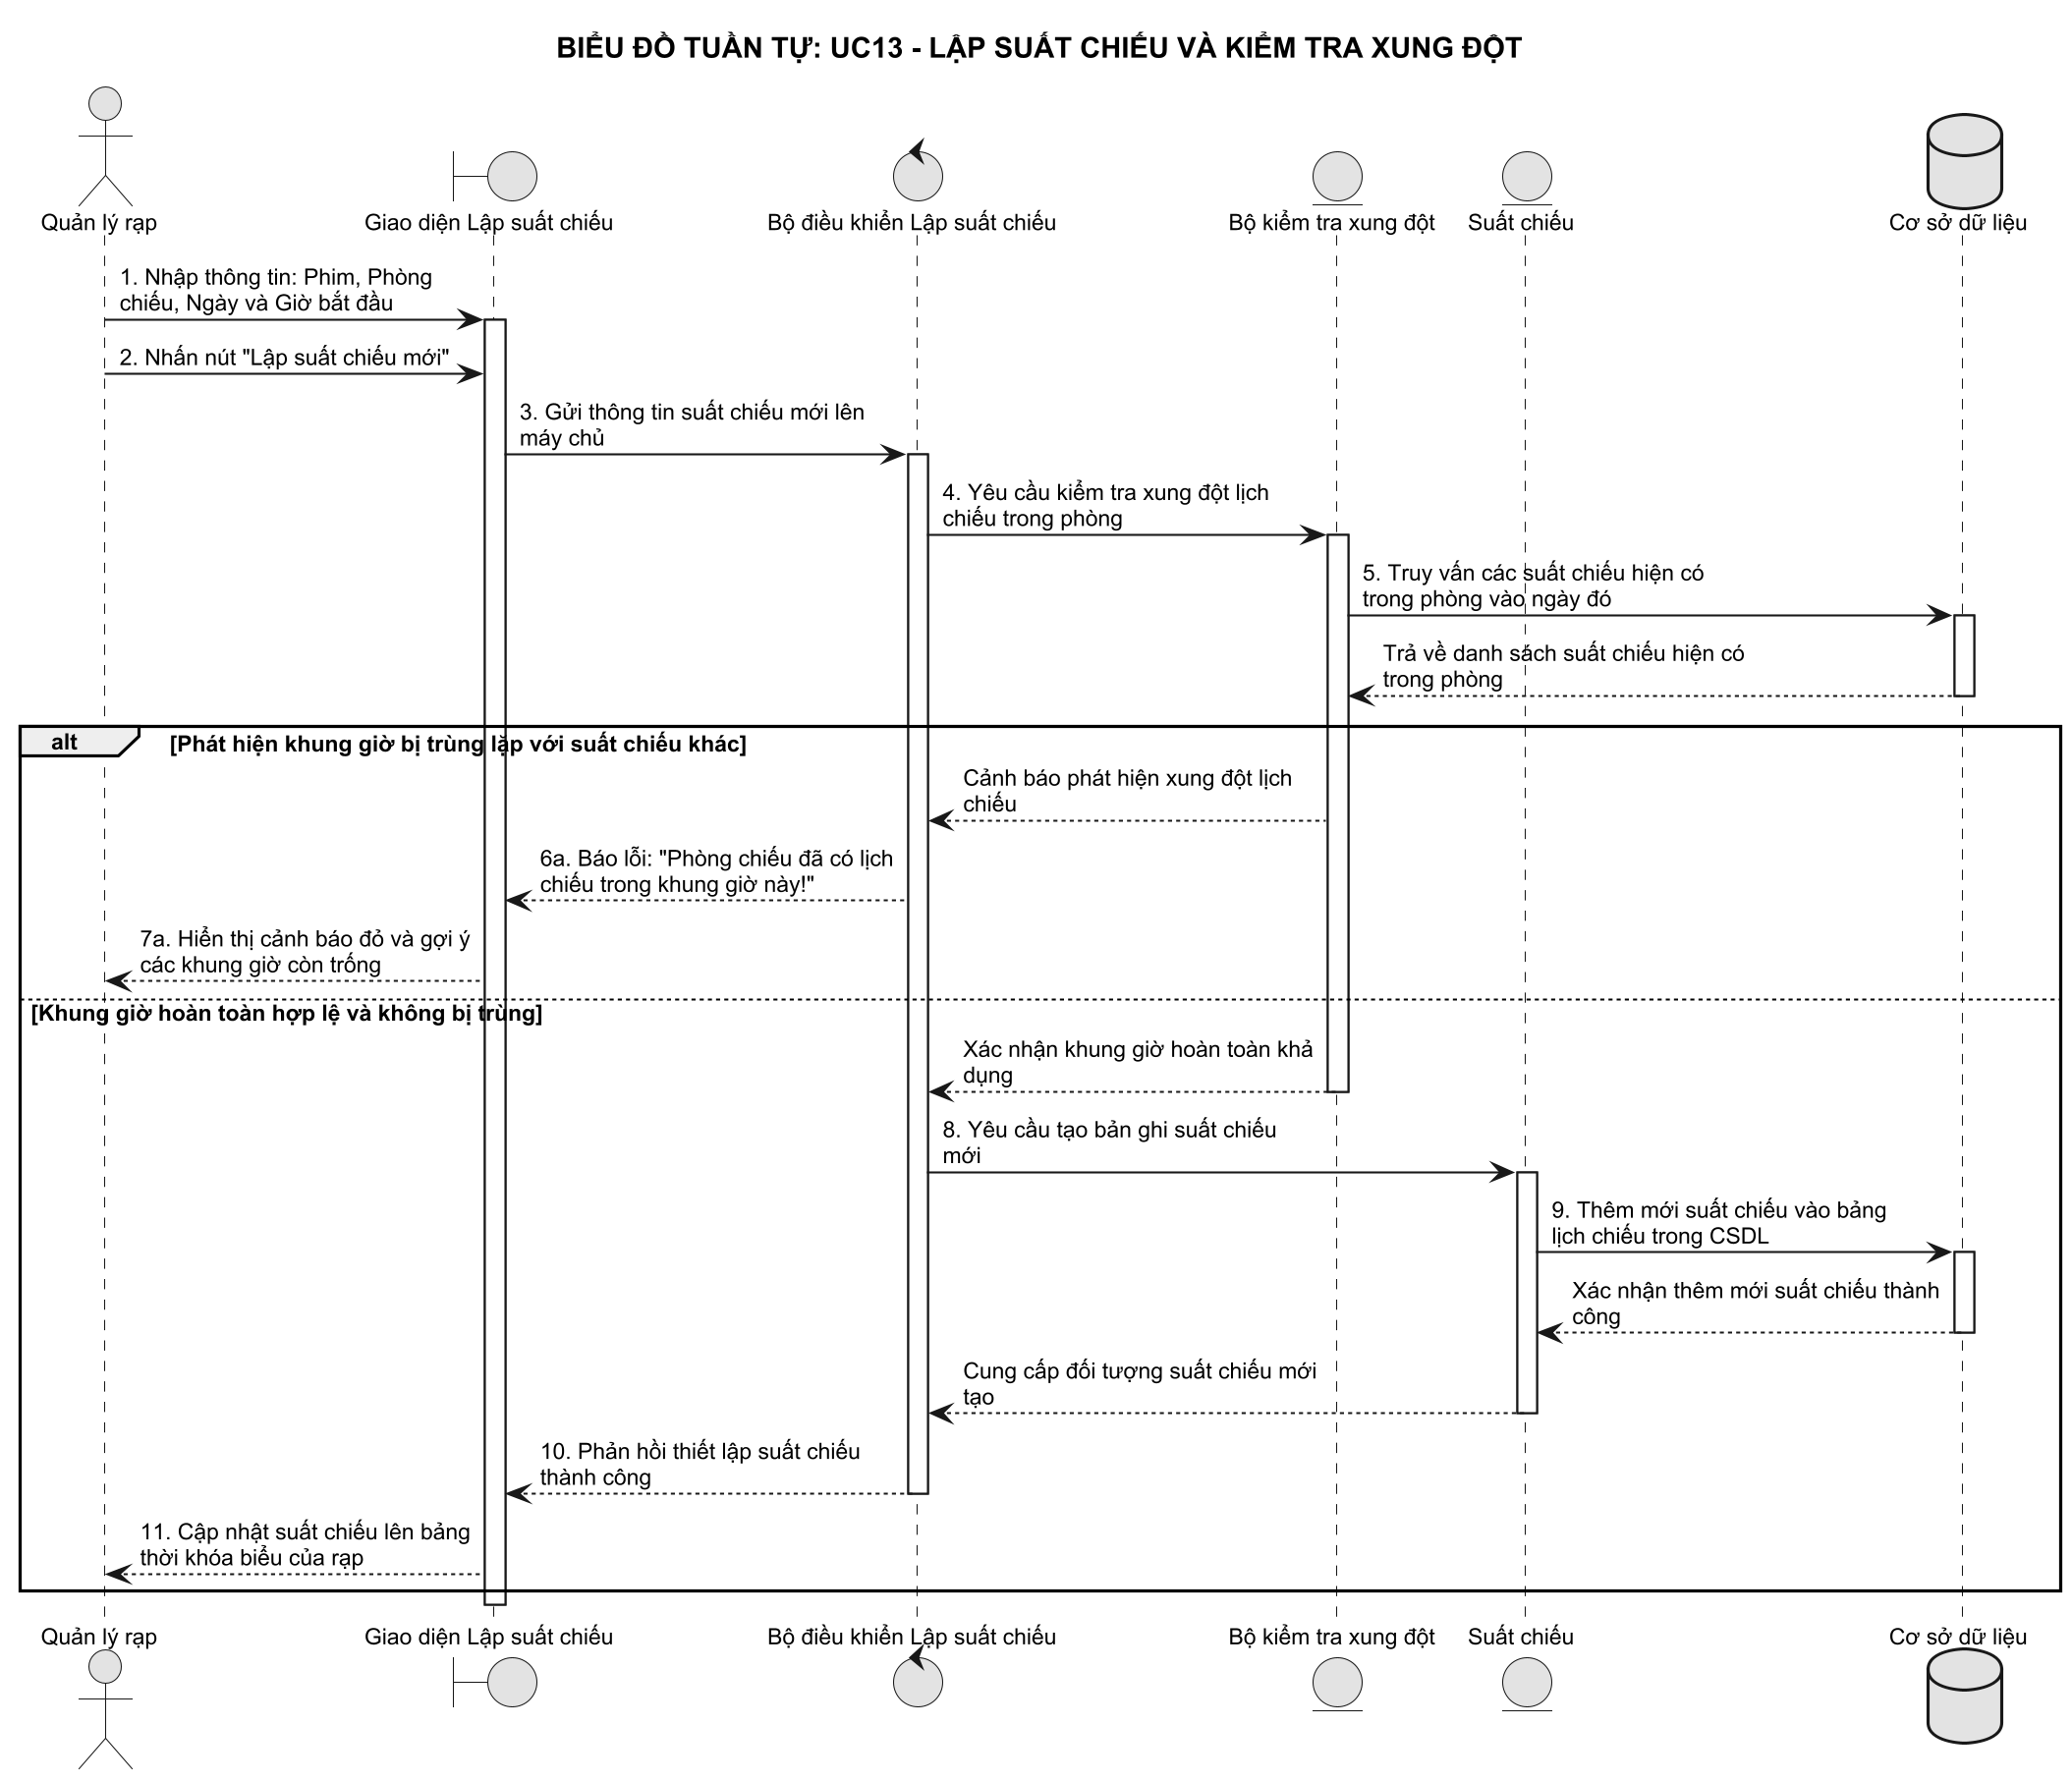 BIỂU ĐỒ TUẦN TỰ: UC13 - LẬP SUẤT CHIẾU VÀ KIỂM TRA XUNG ĐỘT
Quản lý rạp
Giao diện Lập suất chiếu
Bộ điều khiển Lập suất chiếu
Bộ kiểm tra xung đột
Suất chiếu
Cơ sở dữ liệu
1. Nhập thông tin: Phim, Phòng
chiếu, Ngày và Giờ bắt đầu
2. Nhấn nút "Lập suất chiếu mới"
3. Gửi thông tin suất chiếu mới lên
máy chủ
4. Yêu cầu kiểm tra xung đột lịch
chiếu trong phòng
5. Truy vấn các suất chiếu hiện có
trong phòng vào ngày đó
Trả về danh sách suất chiếu hiện có
trong phòng
alt
[Phát hiện khung giờ bị trùng lặp với suất chiếu khác]
Cảnh báo phát hiện xung đột lịch
chiếu
6a. Báo lỗi: "Phòng chiếu đã có lịch
chiếu trong khung giờ này!"
7a. Hiển thị cảnh báo đỏ và gợi ý
các khung giờ còn trống
[Khung giờ hoàn toàn hợp lệ và không bị trùng]
Xác nhận khung giờ hoàn toàn khả
dụng
8. Yêu cầu tạo bản ghi suất chiếu
mới
9. Thêm mới suất chiếu vào bảng
lịch chiếu trong CSDL
Xác nhận thêm mới suất chiếu thành
công
Cung cấp đối tượng suất chiếu mới
tạo
10. Phản hồi thiết lập suất chiếu
thành công
11. Cập nhật suất chiếu lên bảng
thời khóa biểu của rạp
Quản lý rạp
Giao diện Lập suất chiếu
Bộ điều khiển Lập suất chiếu
Bộ kiểm tra xung đột
Suất chiếu
Cơ sở dữ liệu